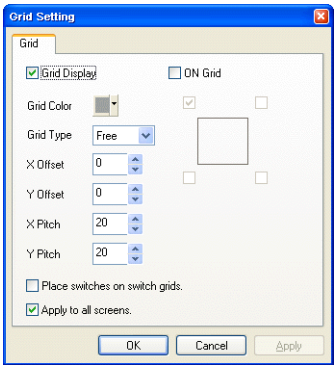 Grid Setting
Grid
Grid Display
ON Grid
Grid Color
Grid Type
Free
X Offset
0
Y Offset
0
X Pitch
20
Y Pitch
20
Place switches on switch grids.
Apply to all screens.
OK
Cancel
Apply